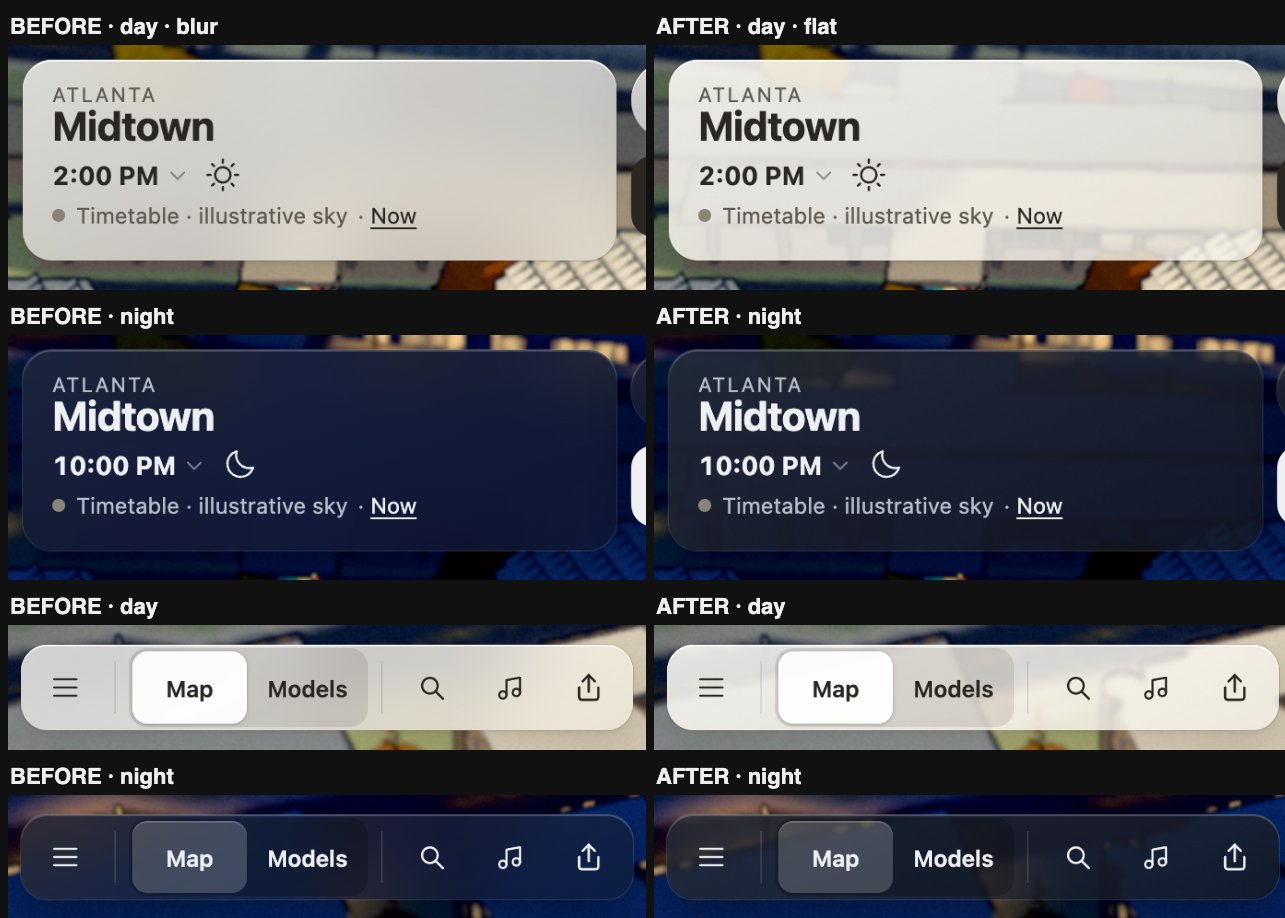 BEFORE · day · blur
AFTER · day · flat
ATLANTA
Midtown
2:00 PM
Timetable · illustrative sky · Now
ATLANTA
Midtown
2:00 PM
Timetable · illustrative sky · Now
BEFORE · night
AFTER · night
ATLANTA
Midtown
10:00 PM
Timetable · illustrative sky · Now
ATLANTA
Midtown
10:00 PM
Timetable · illustrative sky · Now
BEFORE · day
AFTER · day
Map Models
Map Models
BEFORE · night
AFTER · night
Map Models
Map Models